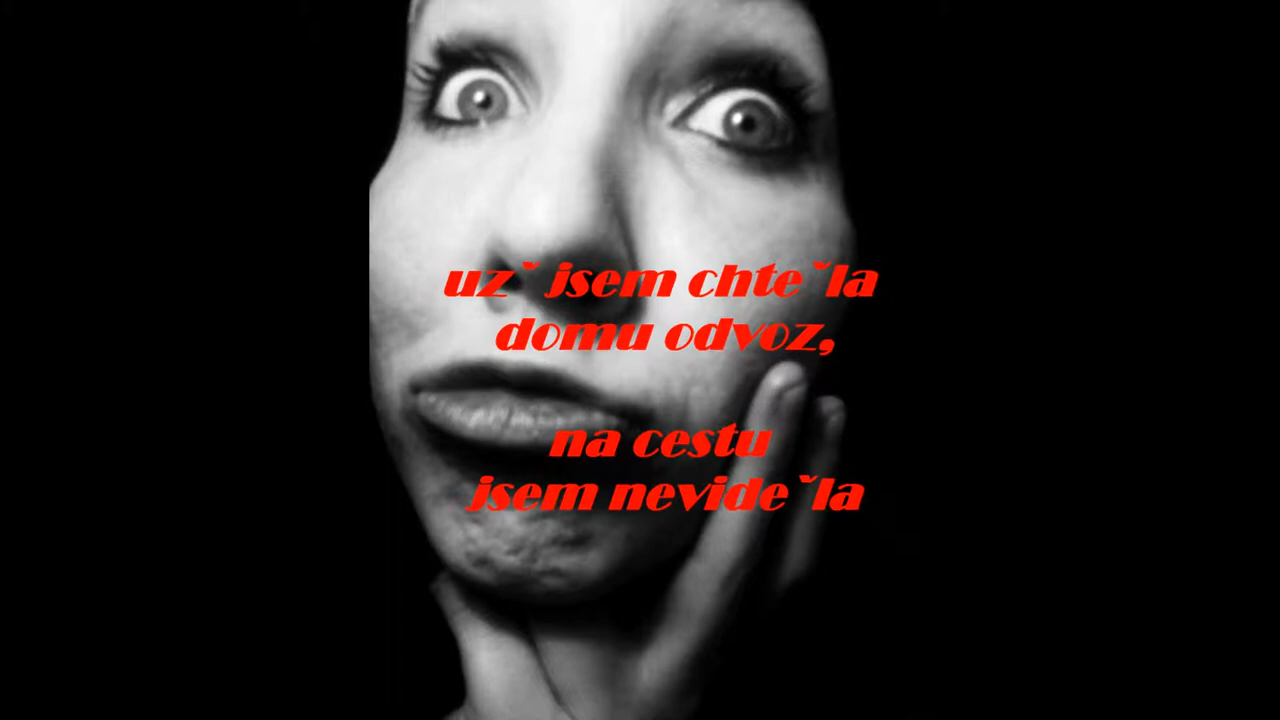 uzˇ jsem chteˇla
domu odvoz,
na cestu
jsem nevideˇla